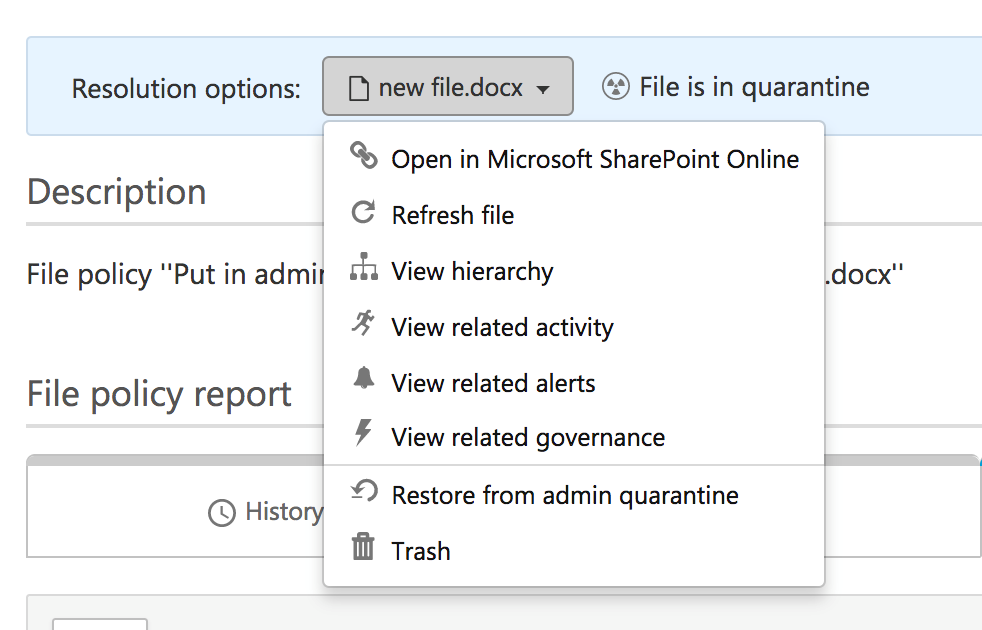 Resolution options: new file.docx File is in quarantine
Open in Microsoft SharePoint Online
Description
Refresh file
View hierarchy
File policy "Put in admin .docx"
View related activity
View related alerts
File policy report
View related governance
Restore from admin quarantine
History
Trash